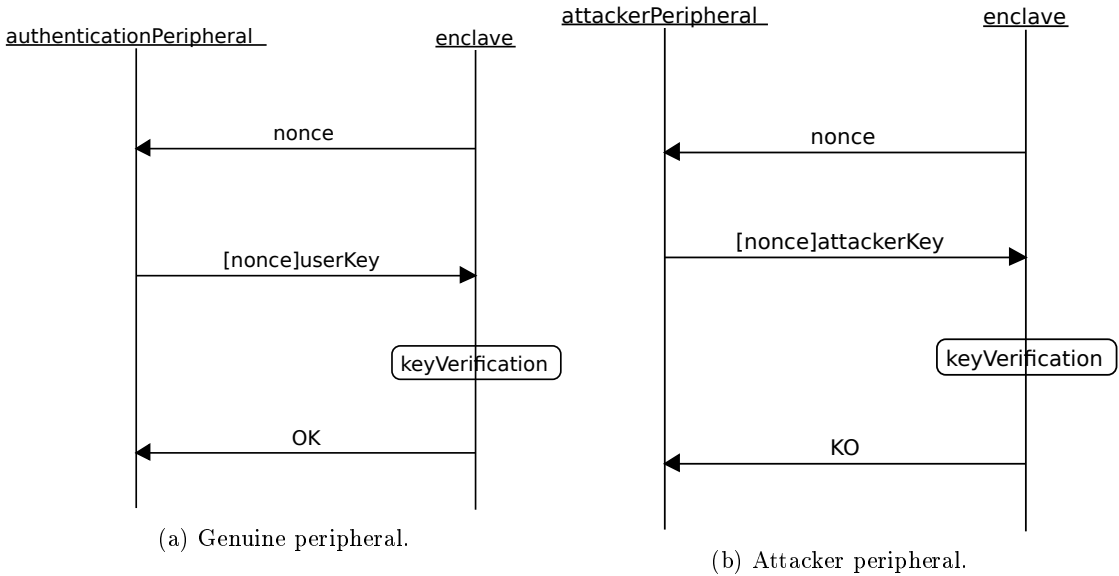 authenticationPeripheral
enclave
nonce
[nonce]userKey
keyVerification
OK
(a) Genuine peripheral.
attackerPeripheral
enclave
nonce
[nonce]attackerKey
keyVerification
KO
(b) Attacker peripheral.